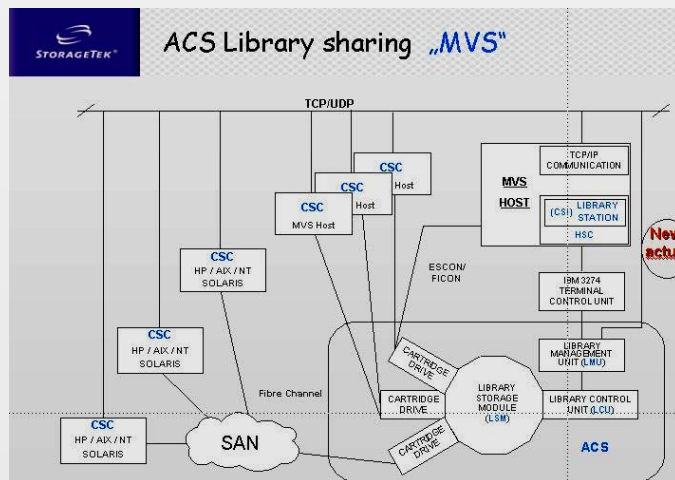 STORAGETEK®
ACS Library sharing „MVS“
TCP/UDP
CSC
Host
CSC
Host
CSC
MVS Host
TCP/IP
COMMUNICATION
MVS
HOST
(CSI) LIBRARY
STATION
HSC
New
actu
CSC
HP / AIX / NT
SOLARIS
ESCON/
FICON
IBM 3274
TERMINAL
CONTROL UNIT
CSC
HP / AIX / NT
SOLARIS
LIBRARY
MANAGEMENT
UNIT (LMU)
CARTRIDGE
DRIVE
Fibre Channel
CARTRIDGE
DRIVE
LIBRARY
STORAGE
MODULE
(LSM)
LIBRARY CONTROL
UNIT (LCU)
CSC
HP / AIX / NT
SOLARIS
SAN
CARTRIDGE
DRIVE
ACS